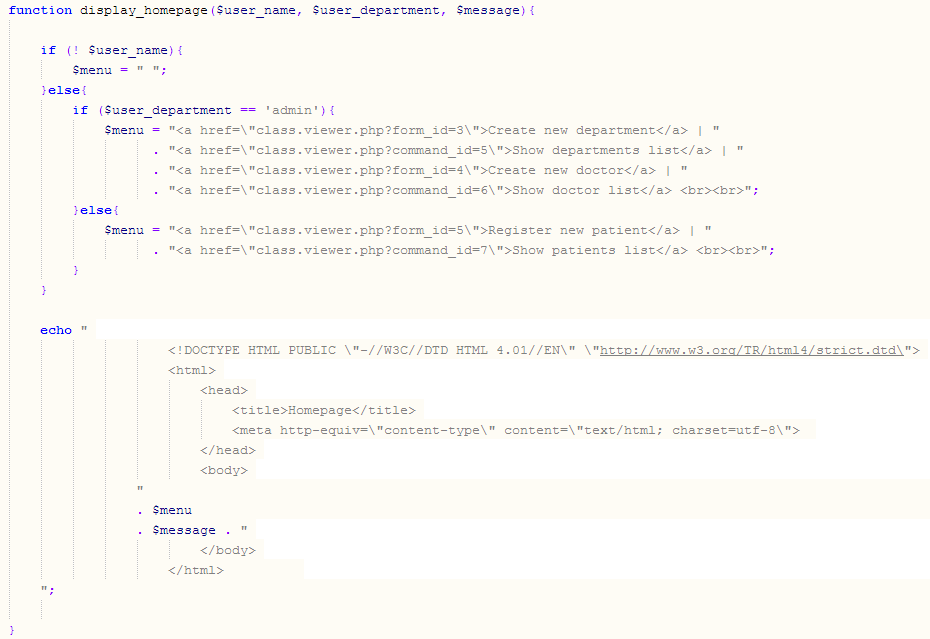 function display_homepage($user_name, $user_department, $message){
if (! $user_name){
$menu = " ";
}else{
if ($user_department == 'admin'){
$menu = "<a href=\"class.viewer.php?form_id=3\">Create new department</a> | "
. "<a href=\"class.viewer.php?command_id=5\">Show departments list</a> | "
. "<a href=\"class.viewer.php?form_id=4\">Create new doctor</a> | "
. "<a href=\"class.viewer.php?command_id=6\">Show doctor list</a> <br><br>";
}else{
$menu = "<a href=\"class.viewer.php?form_id=5\">Register new patient</a> | "
. "<a href=\"class.viewer.php?command_id=7\">Show patients list</a> <br><br>";
}
}
echo "
<!DOCTYPE HTML PUBLIC \"-//W3C//DTD HTML 4.01//EN\" \"http://www.w3.org/TR/html4/strict.dtd\">
<html>
<head>
<title>Homepage</title>
<meta http-equiv=\"content-type\" content=\"text/html; charset=utf-8\">
</head>
<body>
"
. $menu
. $message . "
</body>
</html>
";
}